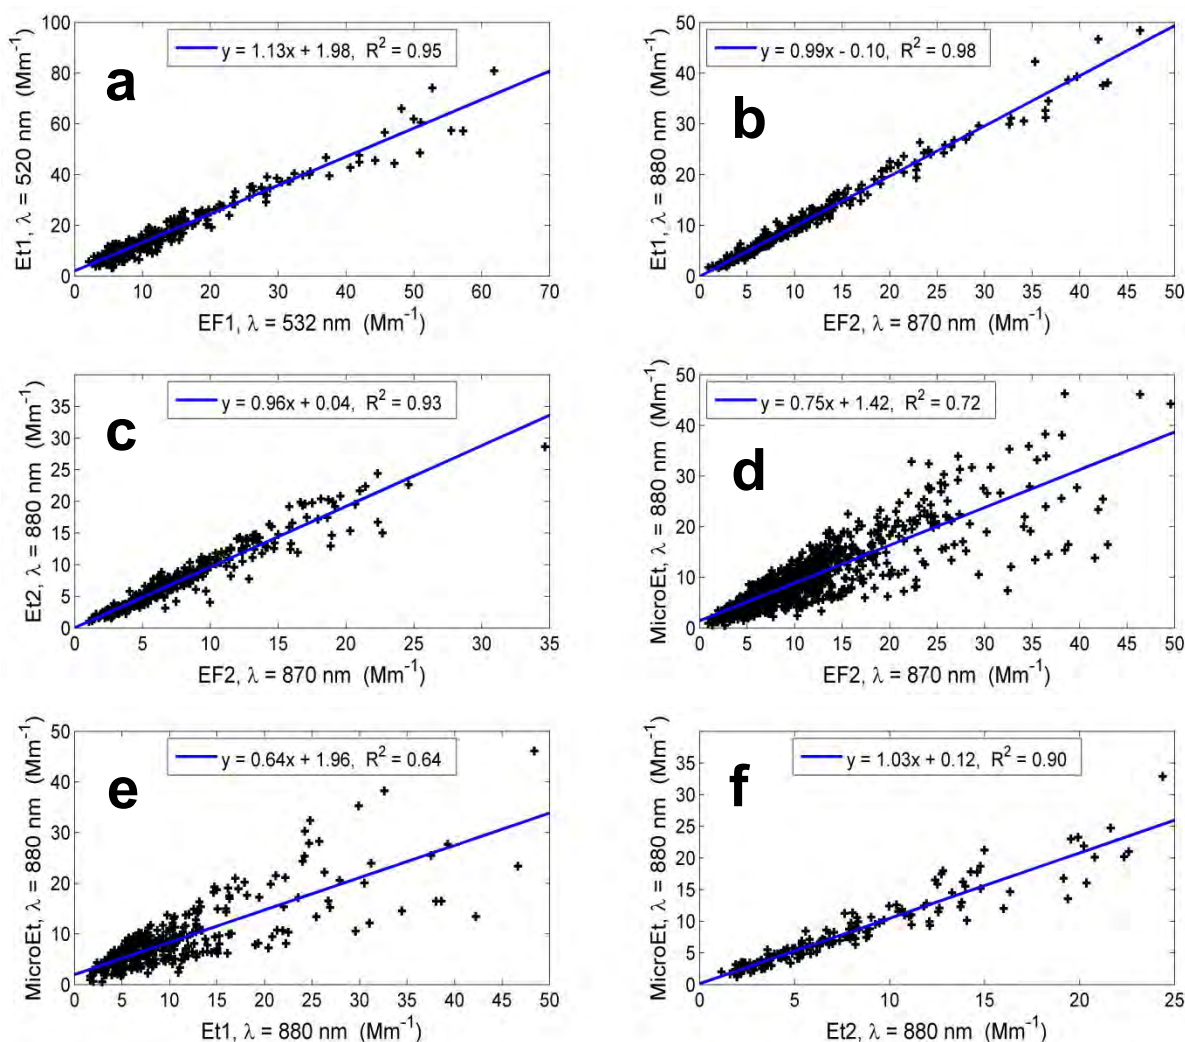 a
y = 1.13x + 1.98, R² = 0.95
Et1, λ = 520 nm (Mm⁻¹)
100
80
60
40
20
0
0 10 20 30 40 50 60 70
EF1, λ = 532 nm (Mm⁻¹)
b
y = 0.99x - 0.10, R² = 0.98
Et1, λ = 880 nm (Mm⁻¹)
50
40
30
20
10
0
0 5 10 15 20 25 30 35 40 45 50
EF2, λ = 870 nm (Mm⁻¹)
c
y = 0.96x + 0.04, R² = 0.93
Et2, λ = 880 nm (Mm⁻¹)
35
30
25
20
15
10
5
0
0 5 10 15 20 25 30 35
EF2, λ = 870 nm (Mm⁻¹)
d
y = 0.75x + 1.42, R² = 0.72
MicroEt, λ = 880 nm (Mm⁻¹)
50
40
30
20
10
0
0 5 10 15 20 25 30 35 40 45 50
EF2, λ = 870 nm (Mm⁻¹)
e
y = 0.64x + 1.96, R² = 0.64
MicroEt, λ = 880 nm (Mm⁻¹)
50
40
30
20
10
0
0 5 10 15 20 25 30 35 40 45 50
Et1, λ = 880 nm (Mm⁻¹)
f
y = 1.03x + 0.12, R² = 0.90
MicroEt, λ = 880 nm (Mm⁻¹)
35
30
25
20
15
10
5
0
0 5 10 15 20 25
Et2, λ = 880 nm (Mm⁻¹)